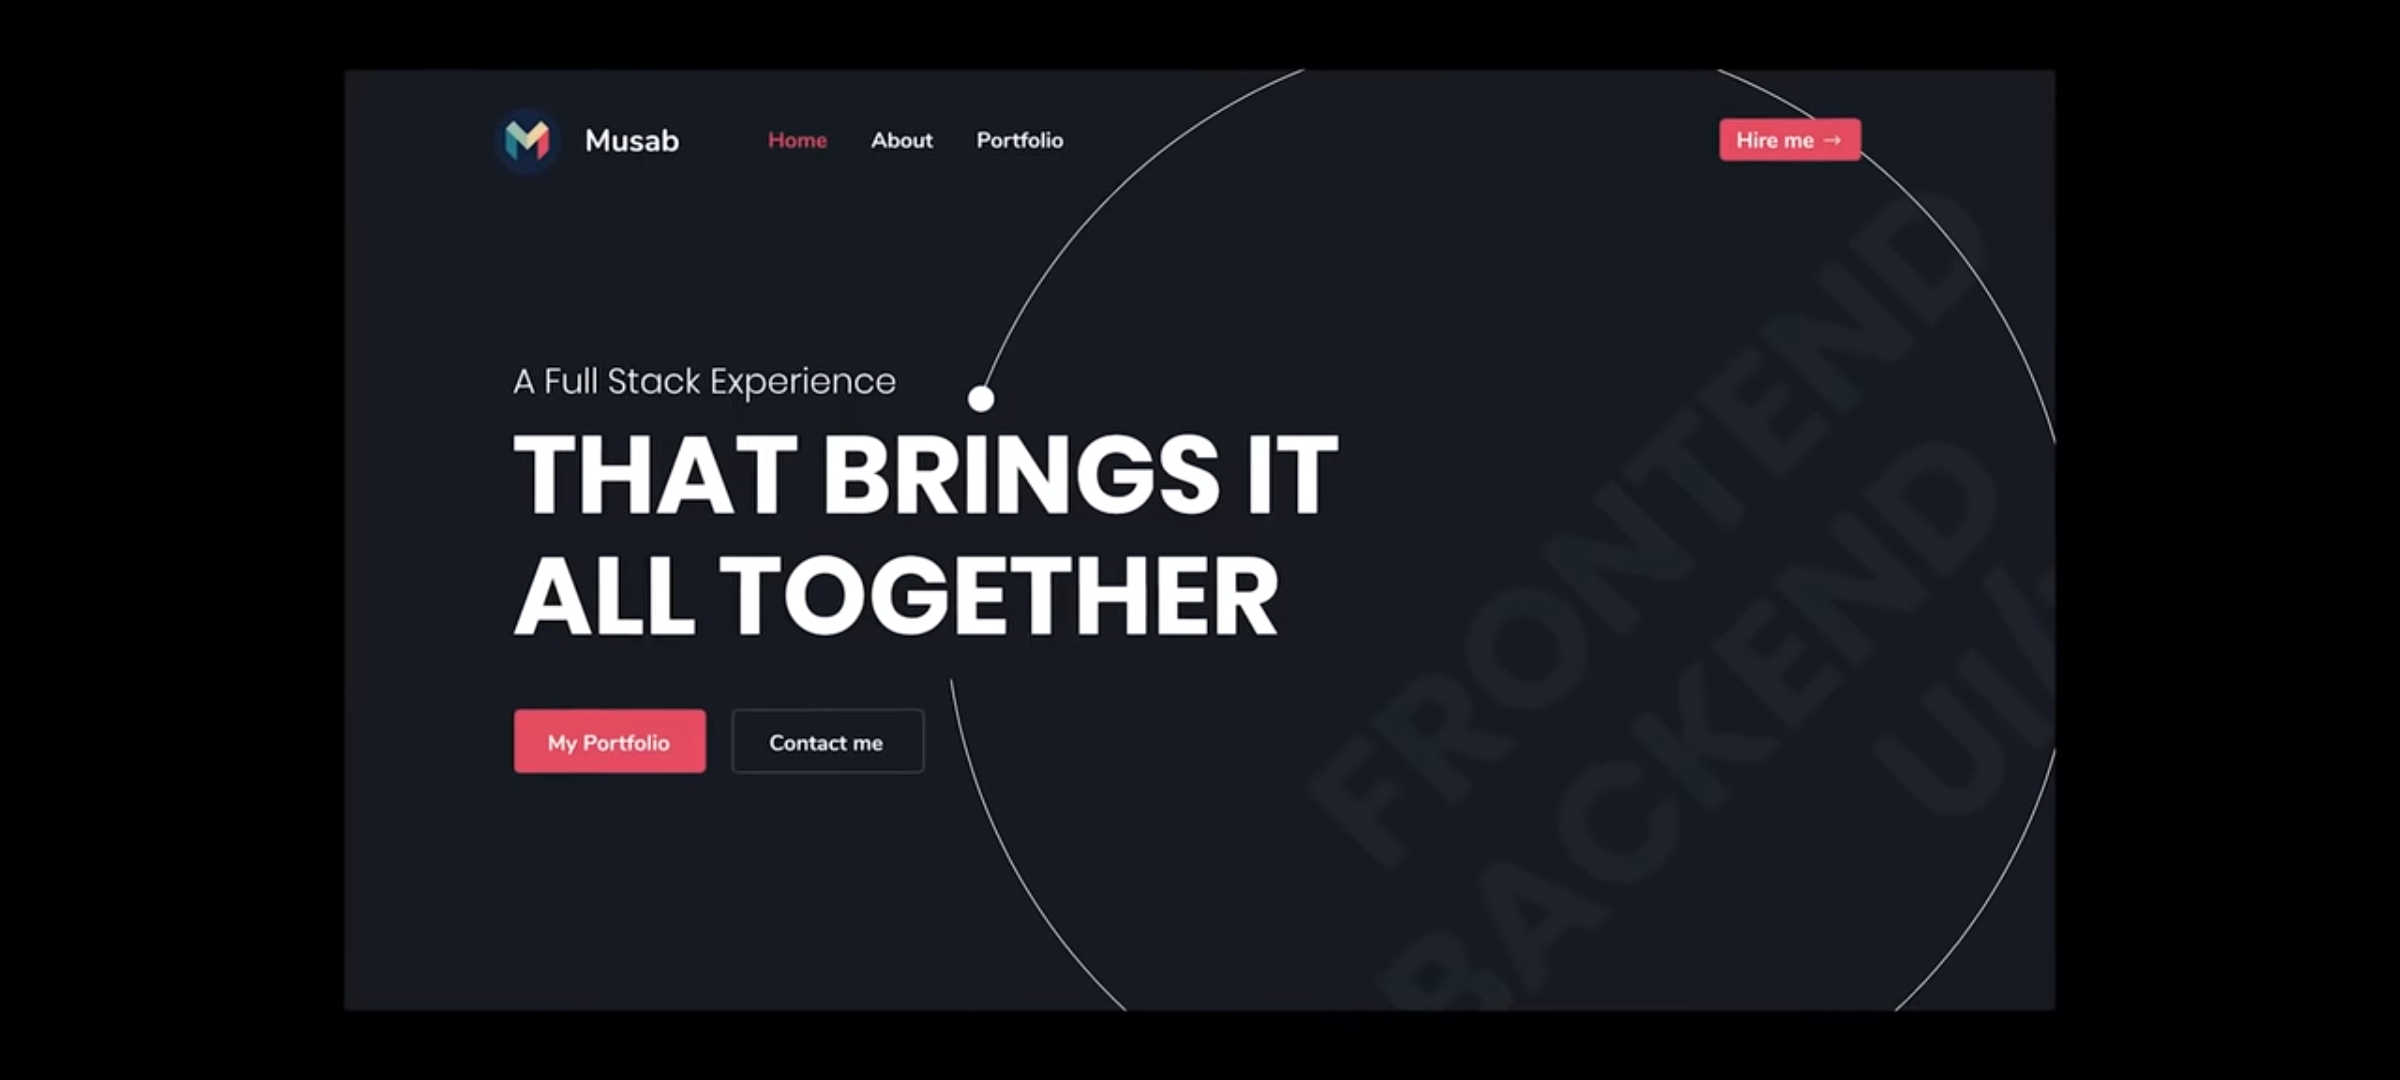 Musab
Home About Portfolio
Hire me →
A Full Stack Experience
THAT BRINGS IT
ALL TOGETHER
My Portfolio
Contact me
FRONTEND
BACKEND
UI/